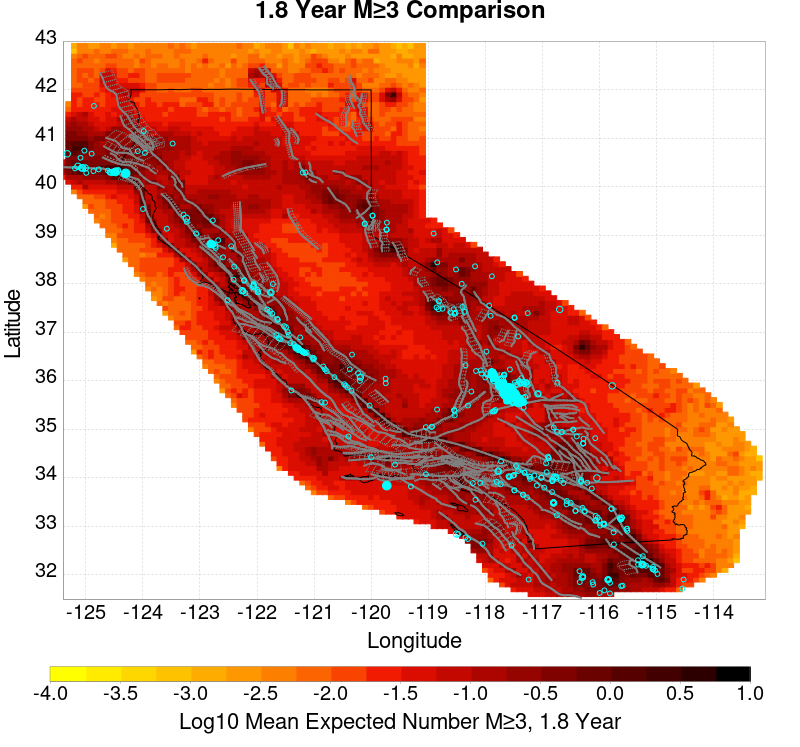 1.8 Year M≥3 Comparison
43
42
41
40
39
38
37
36
35
34
33
32
Latitude
-125 -124 -123 -122 -121 -120 -119 -118 -117 -116 -115 -114
Longitude
-4.0 -3.5 -3.0 -2.5 -2.0 -1.5 -1.0 -0.5 0.0 0.5 1.0
Log10 Mean Expected Number M≥3, 1.8 Year